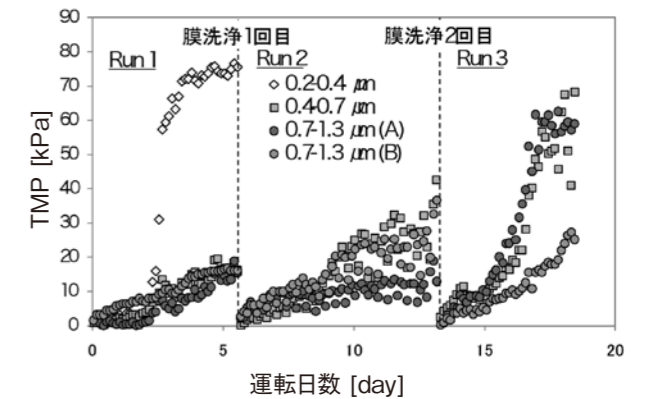 90
80
70
60
50
40
30
20
10
0
TMP [kPa]
膜洗浄1回目
膜洗浄2回目
Run 1
Run 2
Run 3
0.2-0.4 μm
0.4-0.7 μm
0.7-1.3 μm (A)
0.7-1.3 μm (B)
0 5 10 15 20
運転日数 [day]